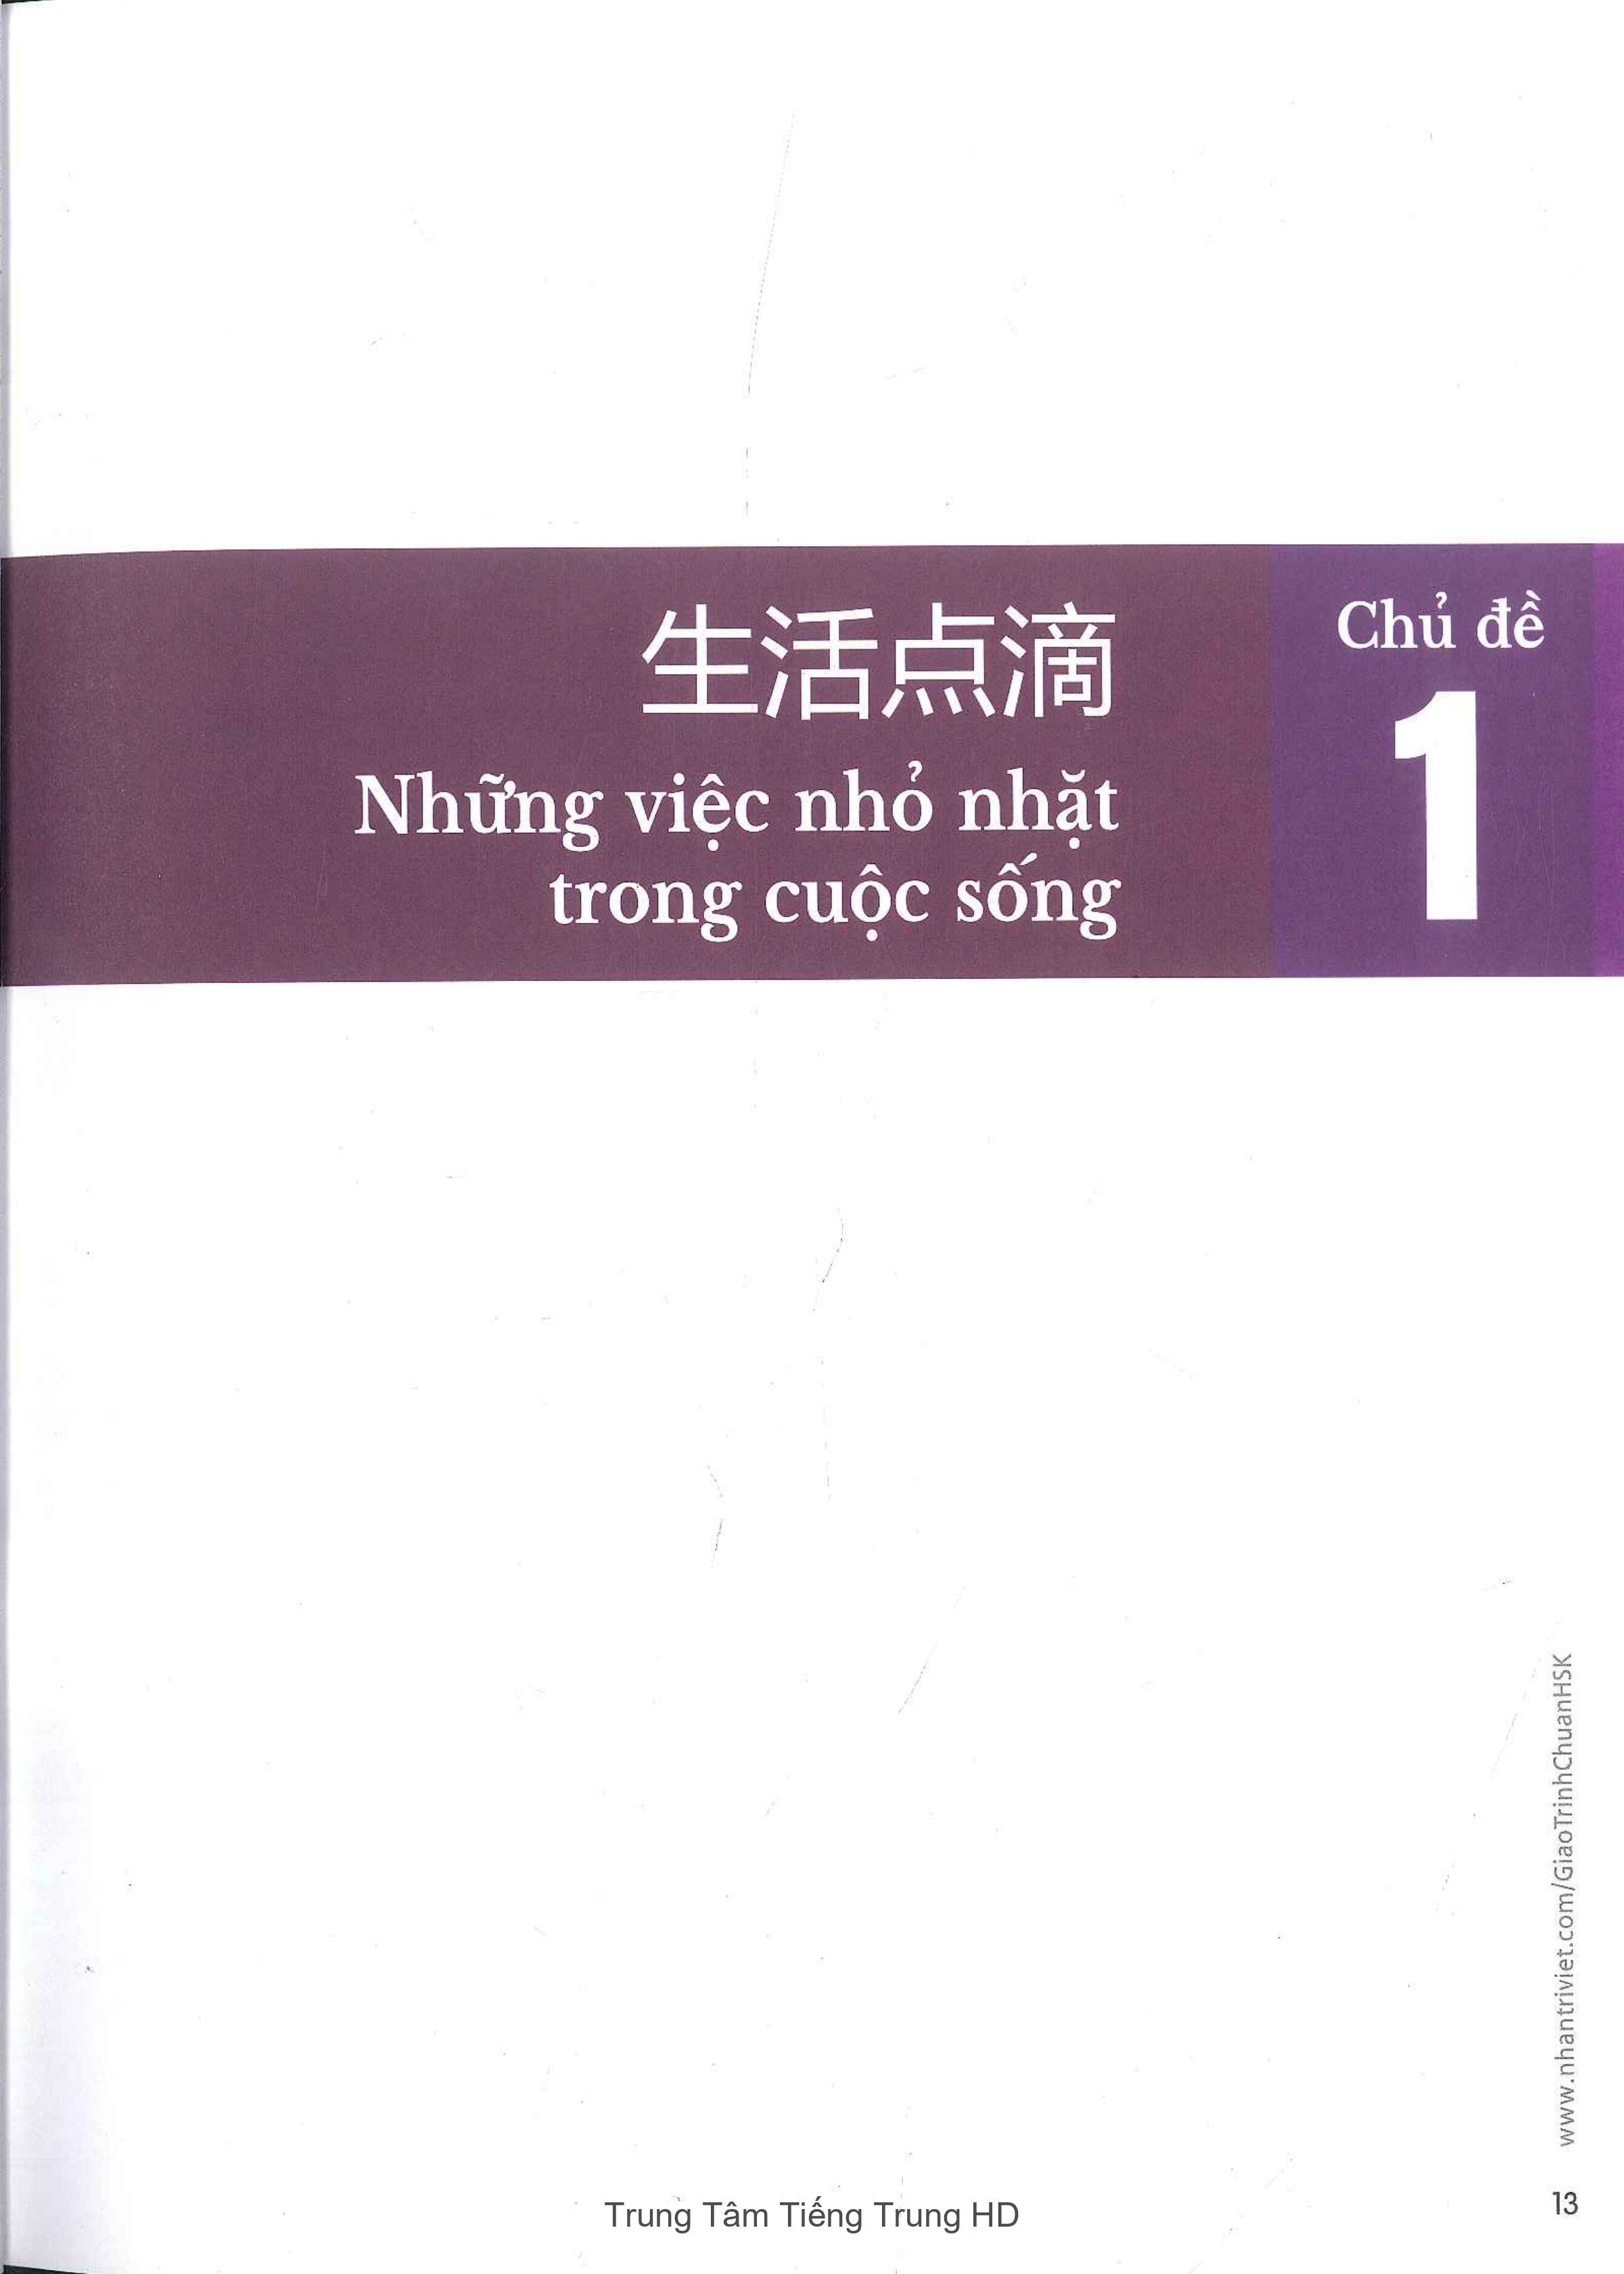 生活点滴
Những việc nhỏ nhặt
trong cuộc sống
Chủ đề
1
www.nhantriviet.com/GiaoTrinhChuanHSK
13
Trung Tâm Tiếng Trung HD